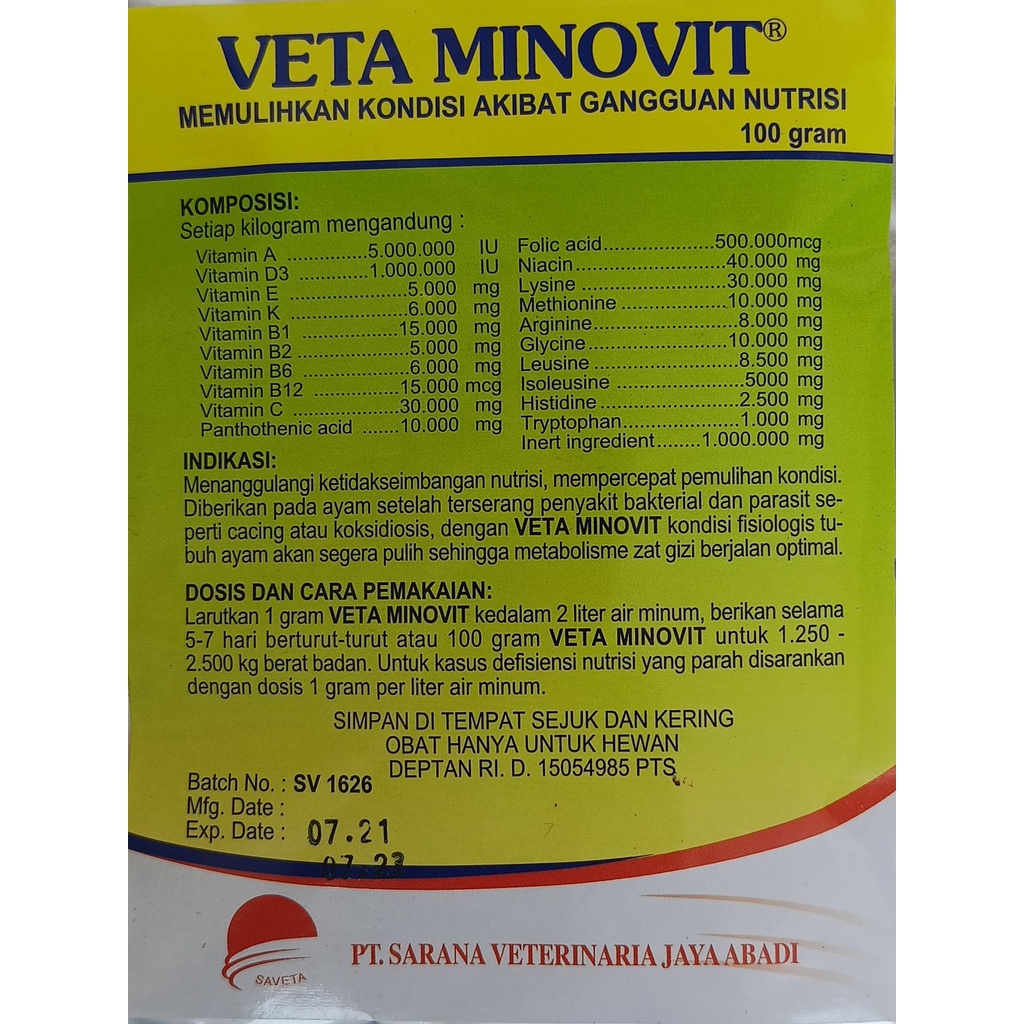 VETA MINOVIT®
MEMULIHKAN KONDISI AKIBAT GANGGUAN NUTRISI
100 gram
KOMPOSISI:
Setiap kilogram mengandung :
Vitamin A ..............5.000.000 IU
Vitamin D3 ..............1.000.000 IU
Vitamin E ....................5.000 mg
Vitamin K ....................6.000 mg
Vitamin B1 ..................15.000 mg
Vitamin B2 ...................5.000 mg
Vitamin B6 ...................6.000 mg
Vitamin B12 ..............15.000 mcg
Vitamin C ...................30.000 mg
Panthothenic acid .......10.000 mg
Folic acid....................500.000mcg
Niacin...........................40.000 mg
Lysine ..........................30.000 mg
Methionine ....................10.000 mg
Arginine..........................8.000 mg
Glycine.........................10.000 mg
Leusine ..........................8.500 mg
Isoleusine .......................5000 mg
Histidine.........................2.500 mg
Tryptophan.....................1.000 mg
Inert ingredient........1.000.000 mg
INDIKASI:
Menanggulangi ketidakseimbangan nutrisi, mempercepat pemulihan kondisi.
Diberikan pada ayam setelah terserang penyakit bakterial dan parasit se-
perti cacing atau koksidiosis, dengan VETA MINOVIT kondisi fisiologis tu-
buh ayam akan segera pulih sehingga metabolisme zat gizi berjalan optimal.
DOSIS DAN CARA PEMAKAIAN:
Larutkan 1 gram VETA MINOVIT kedalam 2 liter air minum, berikan selama
5-7 hari berturut-turut atau 100 gram VETA MINOVIT untuk 1.250 -
2.500 kg berat badan. Untuk kasus defisiensi nutrisi yang parah disarankan
dengan dosis 1 gram per liter air minum.
SIMPAN DI TEMPAT SEJUK DAN KERING
OBAT HANYA UNTUK HEWAN
DEPTAN RI. D. 15054985 PTS
Batch No. : SV 1626
Mfg. Date :
Exp. Date : 07.21
07.23
SAVETA
PT. SARANA VETERINARIA JAYA ABADI